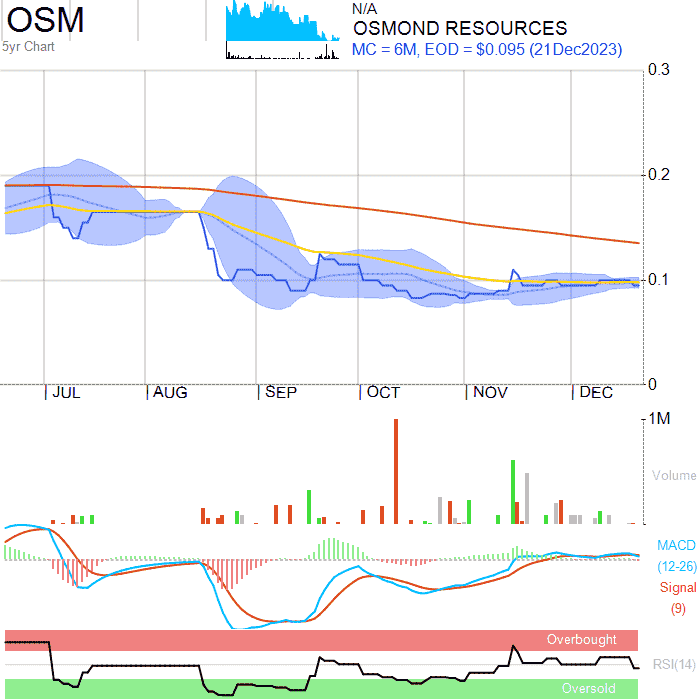 OSM
5yr Chart
N/A
OSMOND RESOURCES
MC = 6M, EOD = $0.095 (21Dec2023)
0.3
0.2
0.1
0
JUL AUG SEP OCT NOV DEC
1M
Volume
MACD
(12-26)
Signal
(9)
Overbought
RSI(14)
Oversold